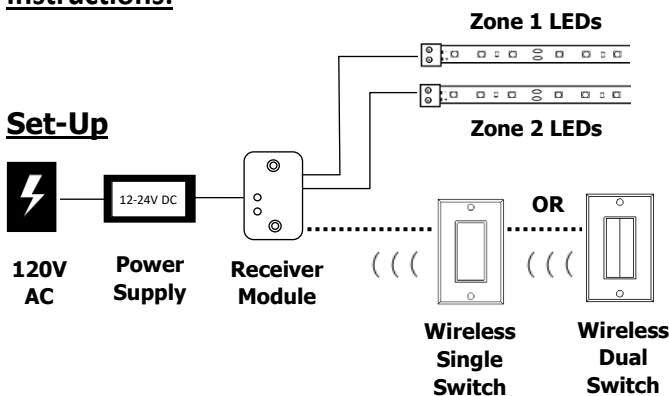 Instructions:
Zone 1 LEDs
Zone 2 LEDs
Set-Up
12-24V DC
120V
AC
Power
Supply
Receiver
Module
OR
Wireless
Single
Switch
Wireless
Dual
Switch